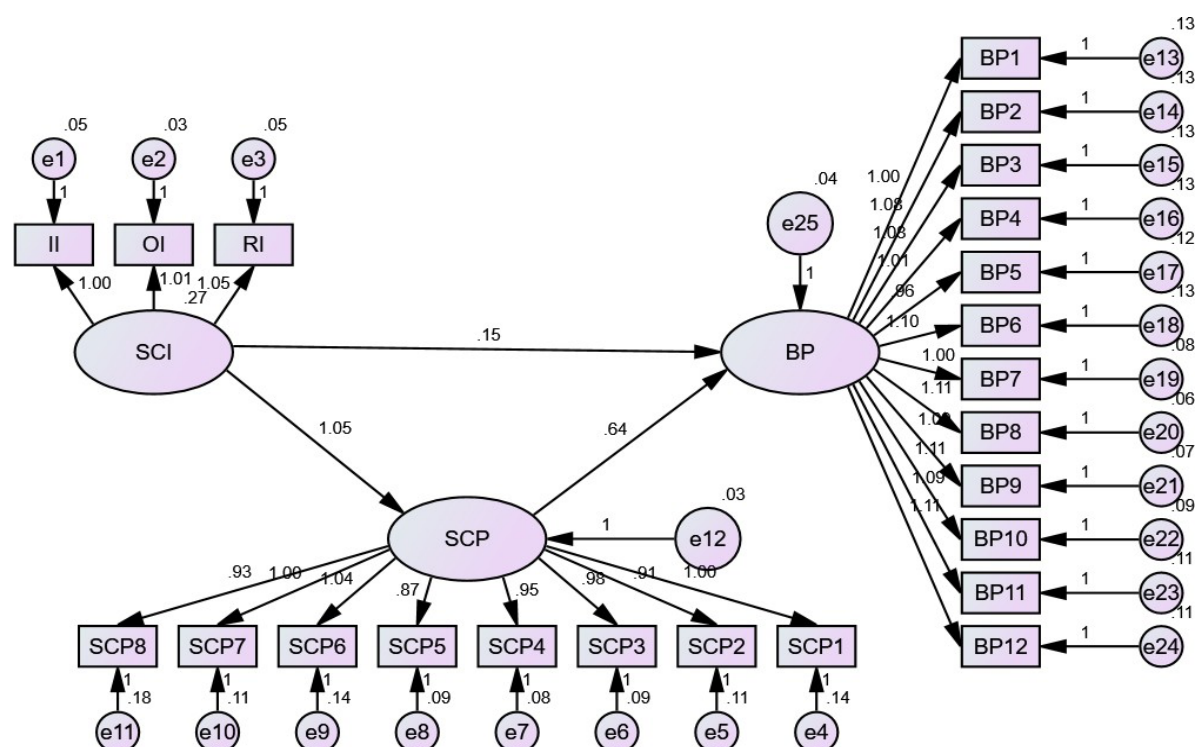 .13
BP1 1 e13
.13
BP2 1 e14
.13
BP3 1 e15
.13
BP4 1 e16
.12
BP5 1 e17
.13
BP6 1 e18
.08
BP7 1 e19
.06
BP8 1 e20
.07
BP9 1 e21
.09
BP10 1 e22
.11
BP11 1 e23
.11
BP12 1 e24
.05 .03 .05
e1 e2 e3
1 1 1
II OI RI
1.00 1.01 1.05
.27
SCI
.15
1.05
.64
.04
e25
1
BP
1.00
1.08
1.01
.96
1.10
1.00
1.11
1.11
1.09
1.11
.03
SCP 1 e12
.93 1.00 1.04 .87 .95 .98 .91 1.00
SCP8 SCP7 SCP6 SCP5 SCP4 SCP3 SCP2 SCP1
1 1 1 1 1 1 1 1
.18 .11 .14 .09 .08 .09 .11 .14
e11 e10 e9 e8 e7 e6 e5 e4